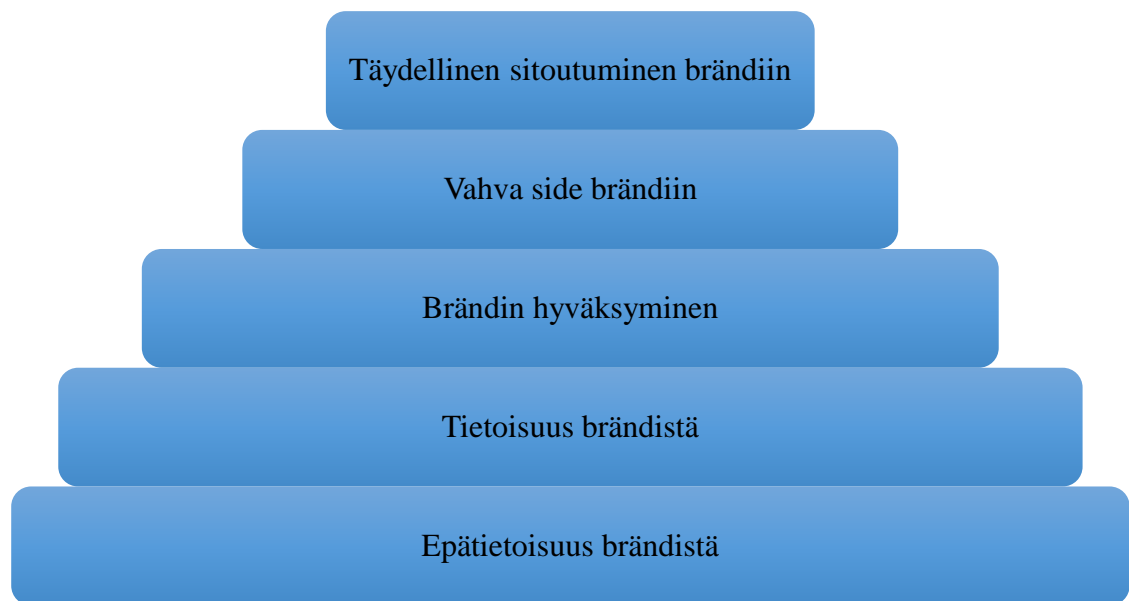 Täydellinen sitoutuminen brändiin
Vahva side brändiin
Brändin hyväksyminen
Tietoisuus brändistä
Epätietoisuus brändistä